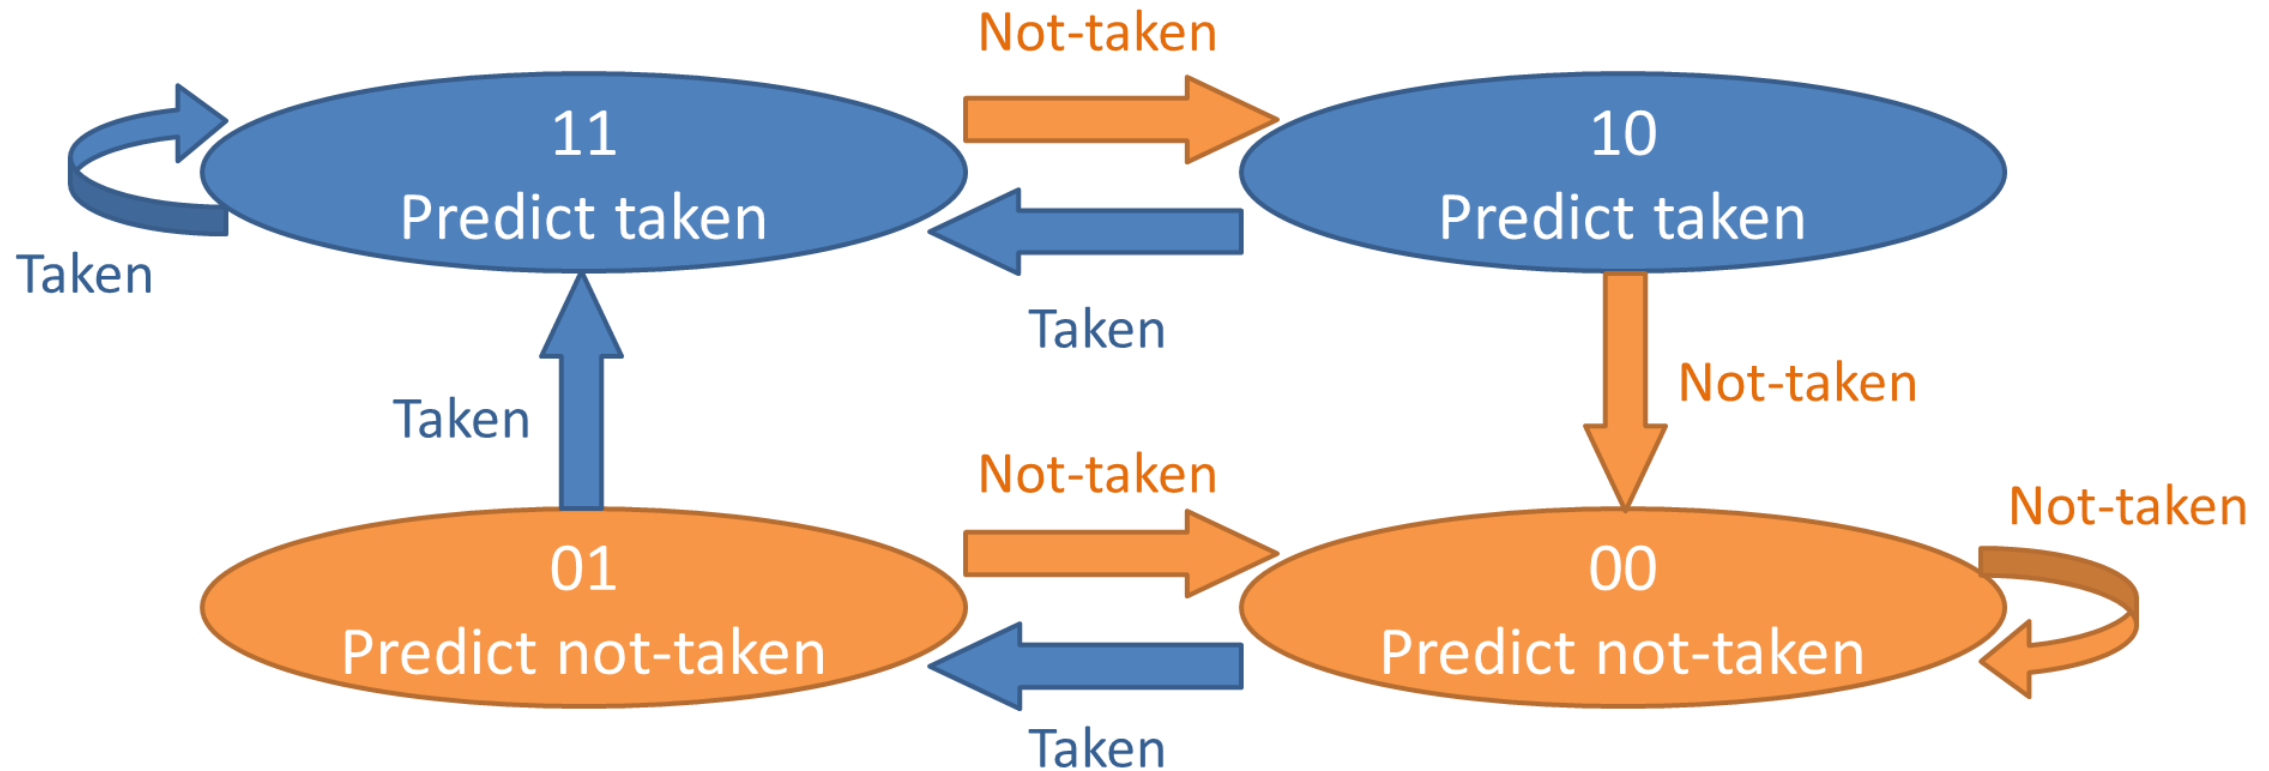 Not-taken
11
Predict taken
10
Predict taken
Taken
Taken
Taken
Not-taken
Not-taken
Not-taken
01
Predict not-taken
00
Predict not-taken
Taken